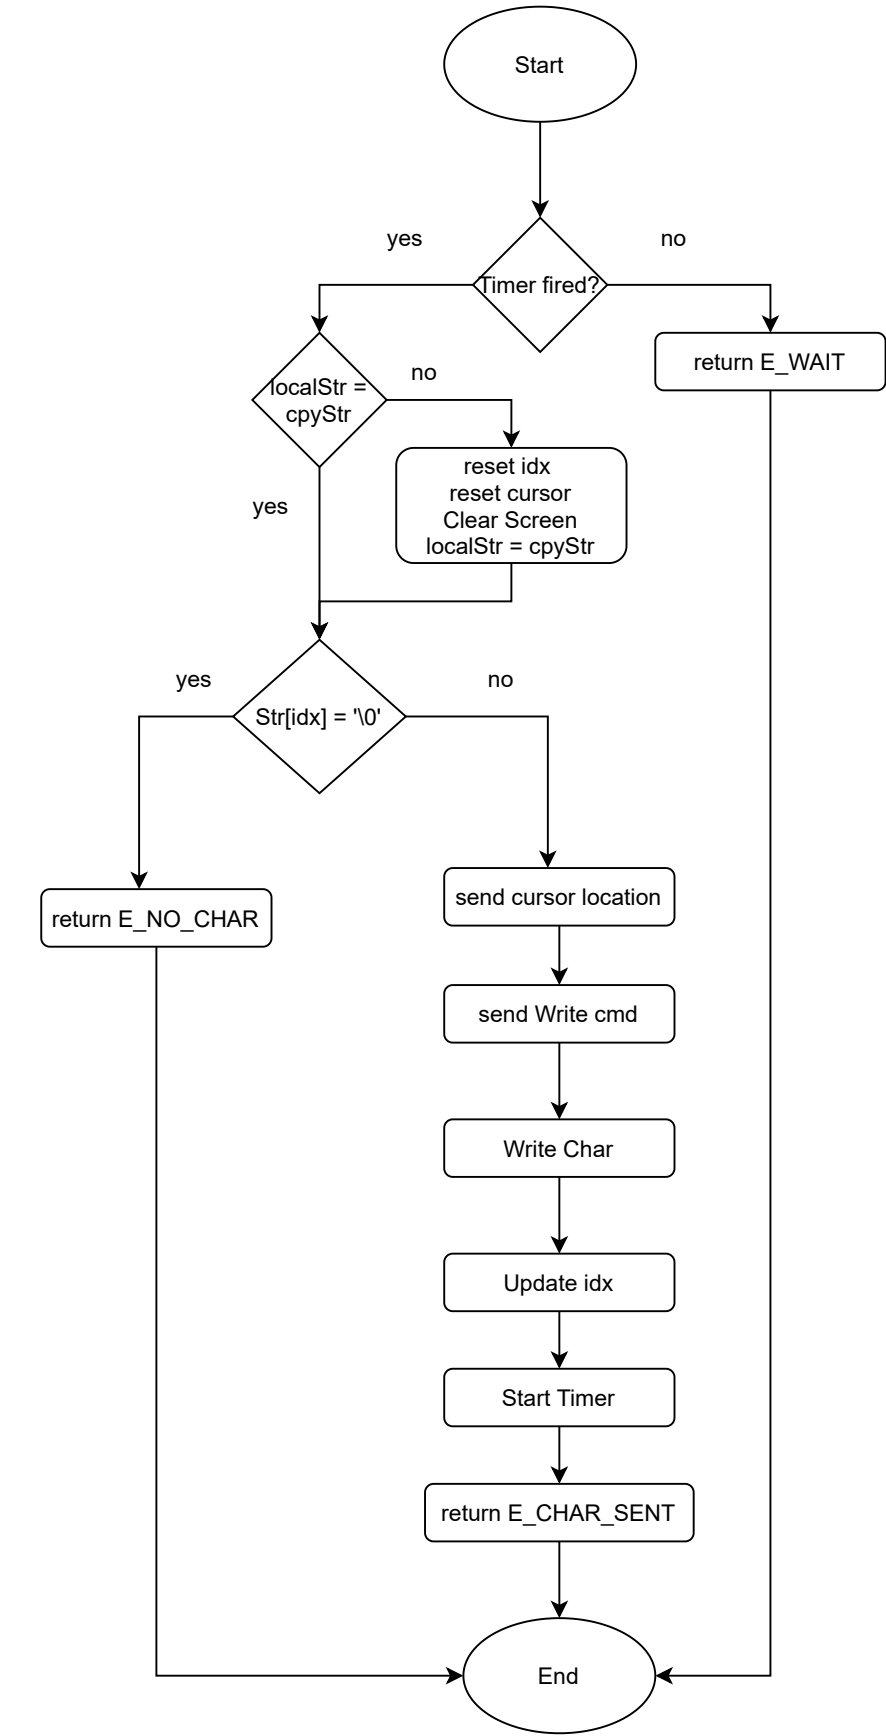 Start
yes
no
Timer fired?
return E_WAIT
localStr =
cpyStr
no
reset idx
reset cursor
Clear Screen
localStr = cpyStr
yes
yes
no
Str[idx] = '\0'
send cursor location
return E_NO_CHAR
send Write cmd
Write Char
Update idx
Start Timer
return E_CHAR_SENT
End